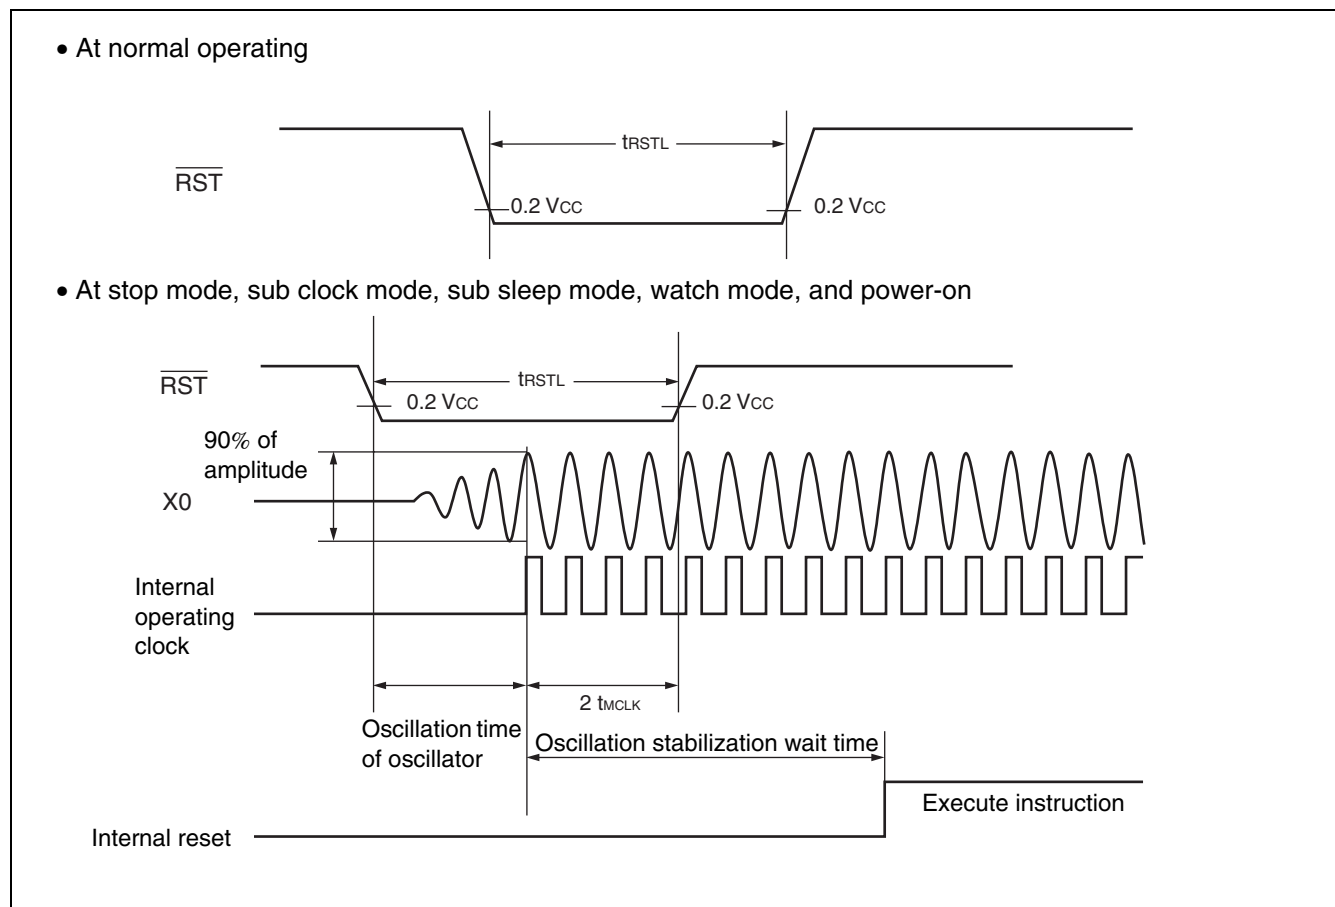 • At normal operating
tRSTL
RST
0.2 VCC
0.2 VCC
• At stop mode, sub clock mode, sub sleep mode, watch mode, and power-on
RST
tRSTL
0.2 VCC
0.2 VCC
90% of
amplitude
X0
Internal
operating
clock
2 tMCLK
Oscillation time
of oscillator
Oscillation stabilization wait time
Execute instruction
Internal reset